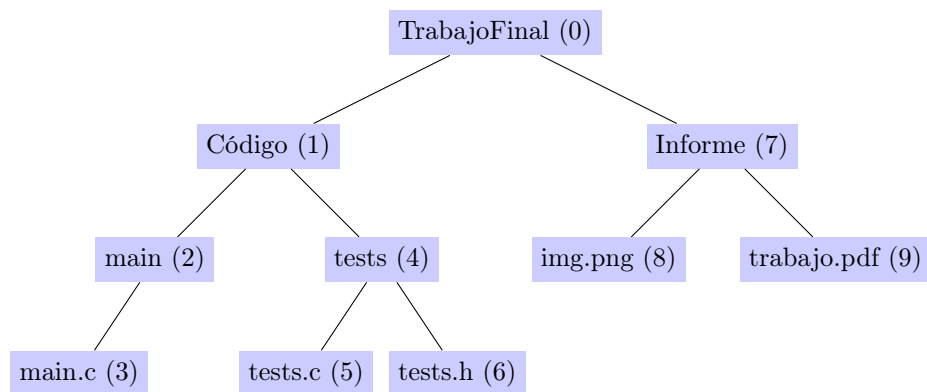 TrabajoFinal (0)
Código (1)
Informe (7)
main (2)
tests (4)
img.png (8)
trabajo.pdf (9)
main.c (3)
tests.c (5)
tests.h (6)